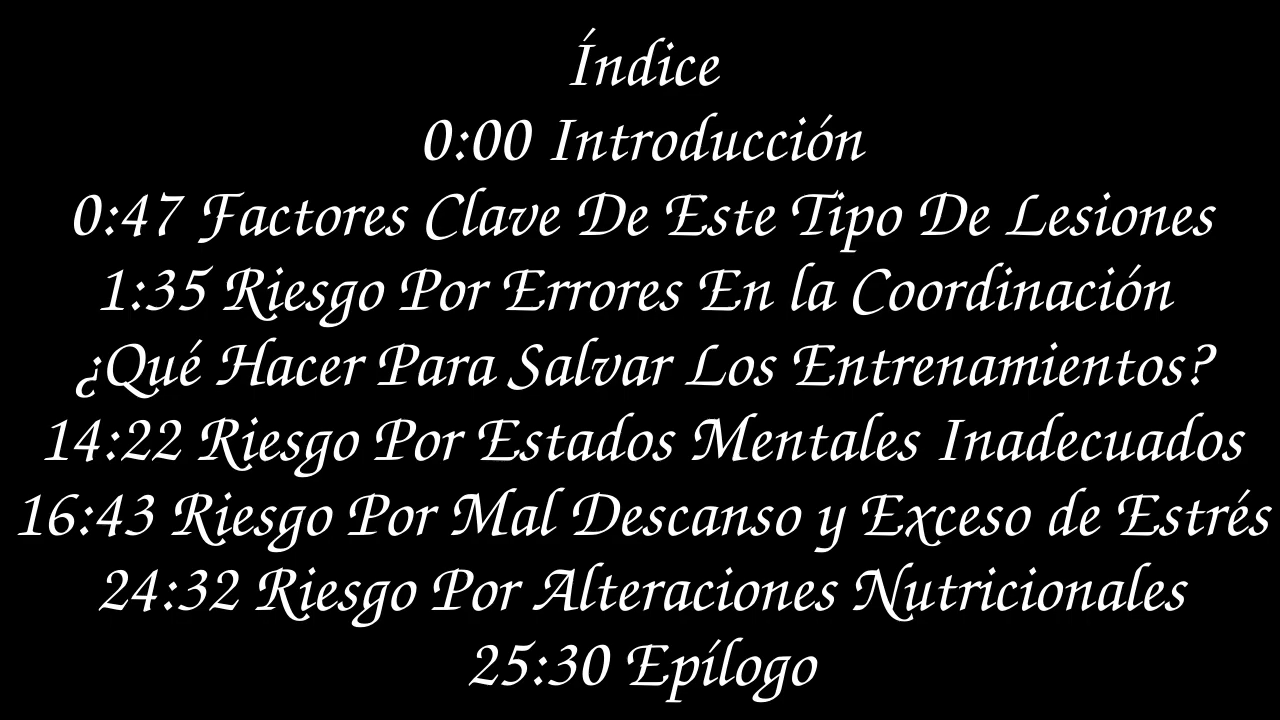 Índice
0:00 Introducción
0:47 Factores Clave De Este Tipo De Lesiones
1:35 Riesgo Por Errores En la Coordinación
¿Qué Hacer Para Salvar Los Entrenamientos?
14:22 Riesgo Por Estados Mentales Inadecuados
16:43 Riesgo Por Mal Descanso y Exceso de Estrés
24:32 Riesgo Por Alteraciones Nutricionales
25:30 Epílogo